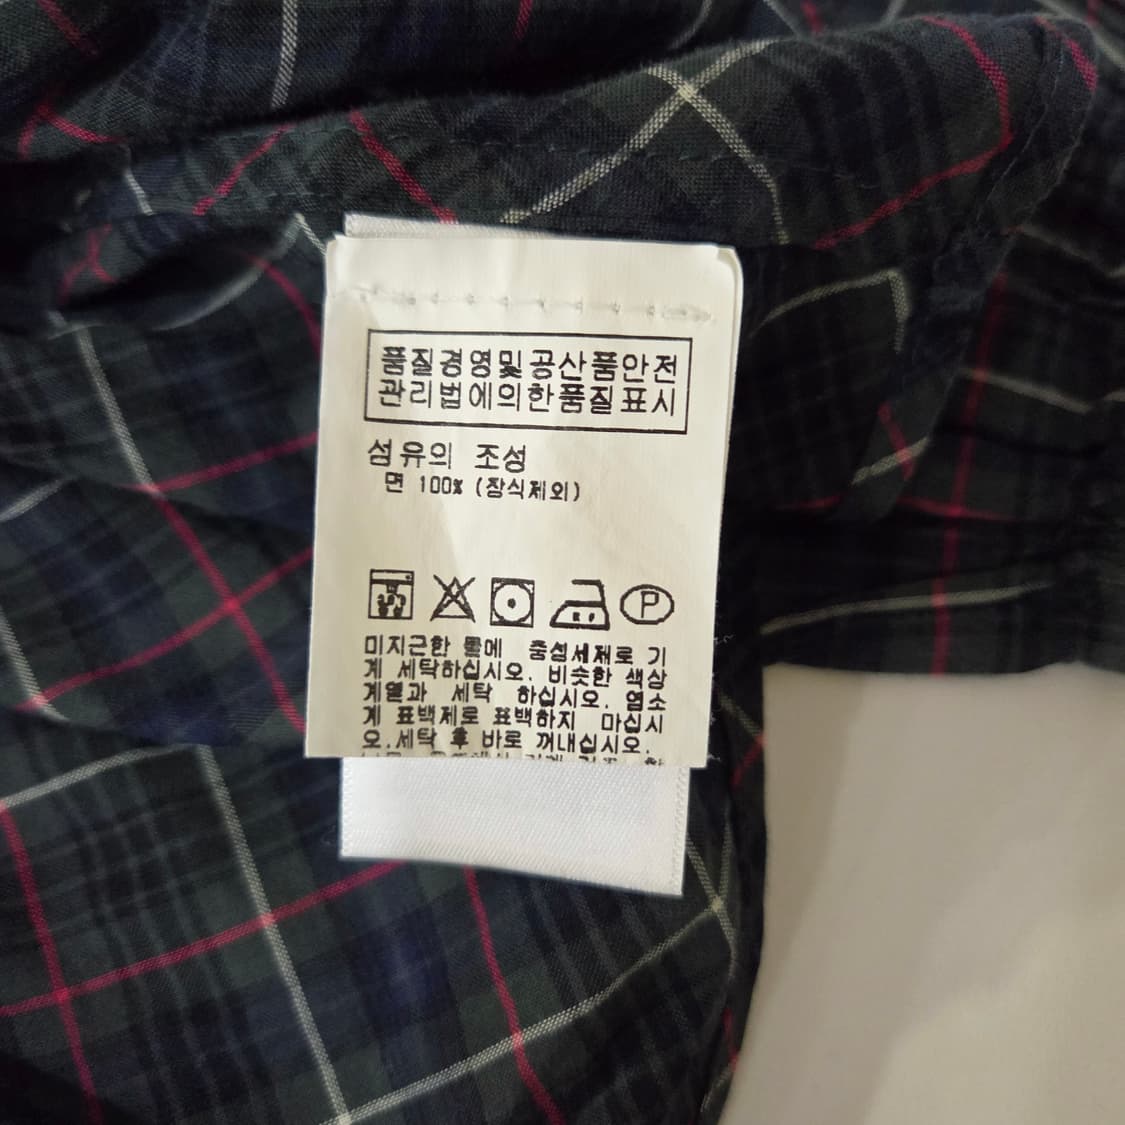 품질경영및공산품안전
관리법에의한품질표시
섬유의 조성
면 100% (장식제외)
P
미지근한 물에 중성세제로 기
계 세탁하십시오. 비슷한 색상
계열과 세탁 하십시오. 염소
계 표백제로 표백하지 마십시
오.세탁 후 바로 꺼내십시오.